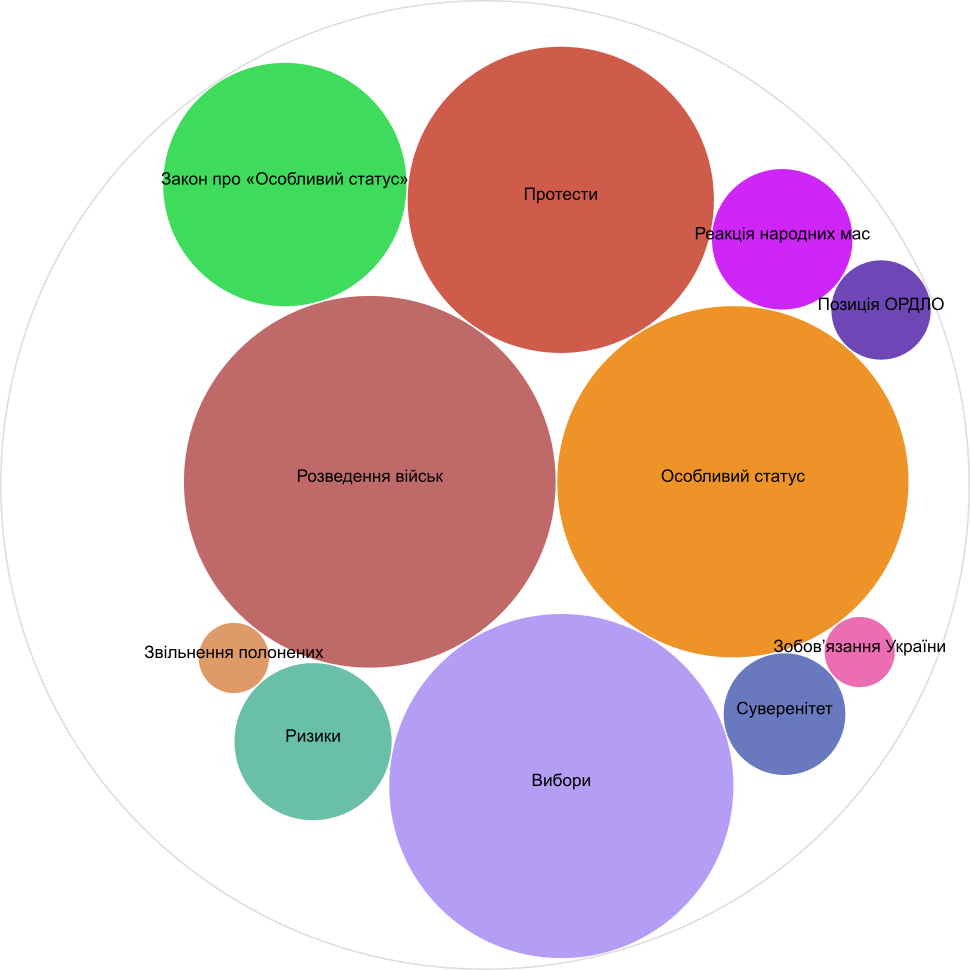 Закон про «Особливий статус»
Протести
Реакція народних мас
Позиція ОРДЛО
Розведення військ
Особливий статус
Звільнення полонених
Зобов’язання України
Суверенітет
Ризики
Вибори